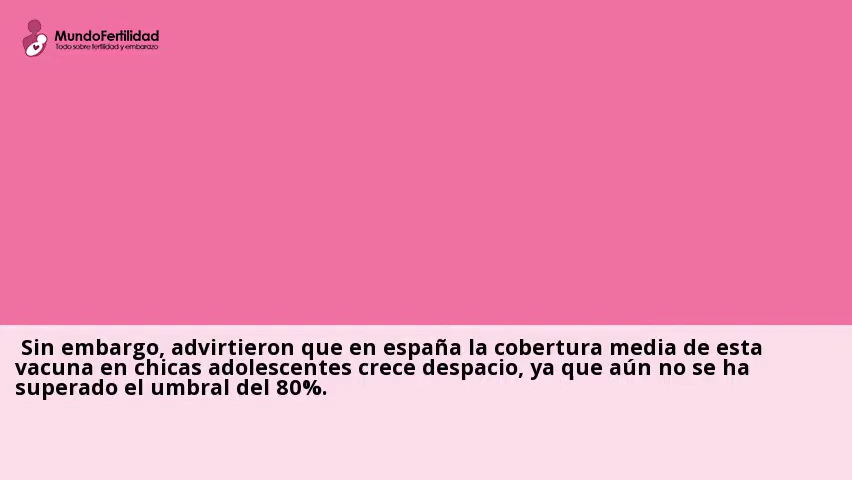 MundoFertilidad
Todo sobre fertilidad y embarazo
Sin embargo, advirtieron que en españa la cobertura media de esta
vacuna en chicas adolescentes crece despacio, ya que aún no se ha
superado el umbral del 80%.